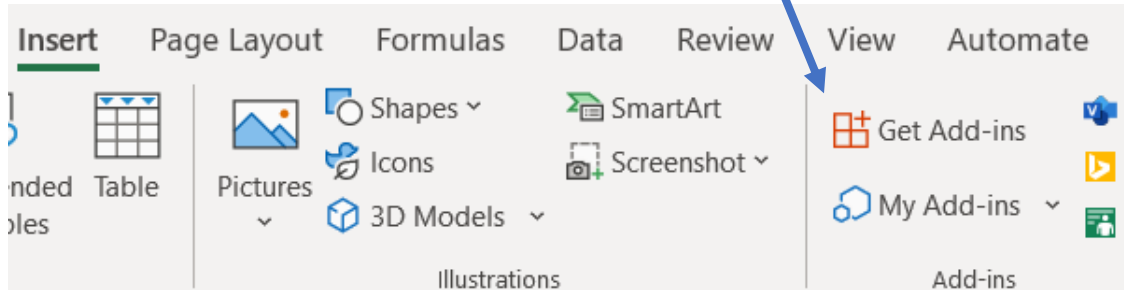 Insert Page Layout Formulas Data Review View Automate
Shapes SmartArt
Get Add-ins
Icons Screenshot
nded Table Pictures
3D Models My Add-ins
Illustrations Add-ins